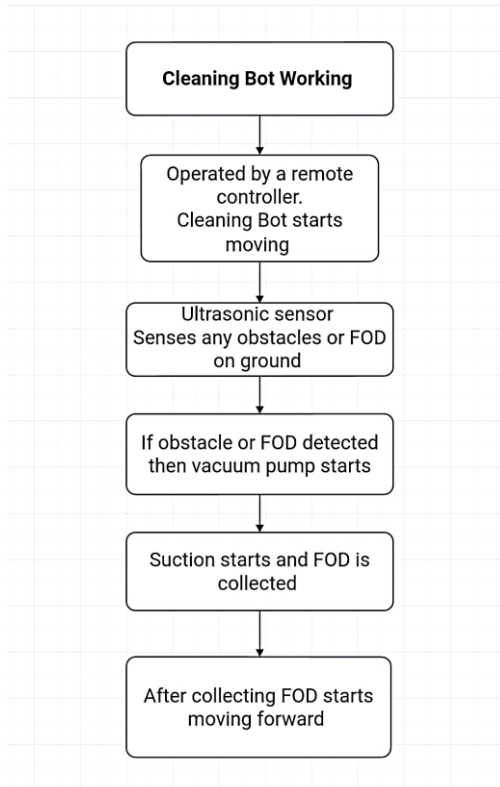 Cleaning Bot Working
Operated by a remote
controller.
Cleaning Bot starts
moving
Ultrasonic sensor
Senses any obstacles or FOD
on ground
If obstacle or FOD detected
then vacuum pump starts
Suction starts and FOD is
collected
After collecting FOD starts
moving forward